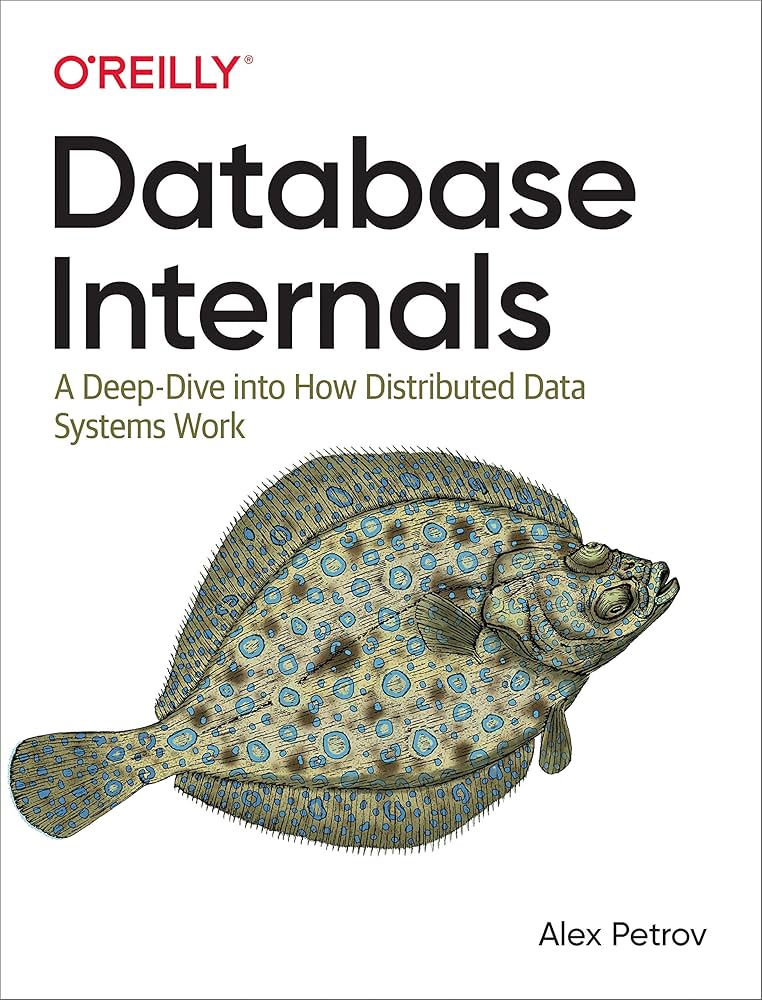 O'REILLY®
Database
Internals
A Deep-Dive into How Distributed Data
Systems Work
Alex Petrov